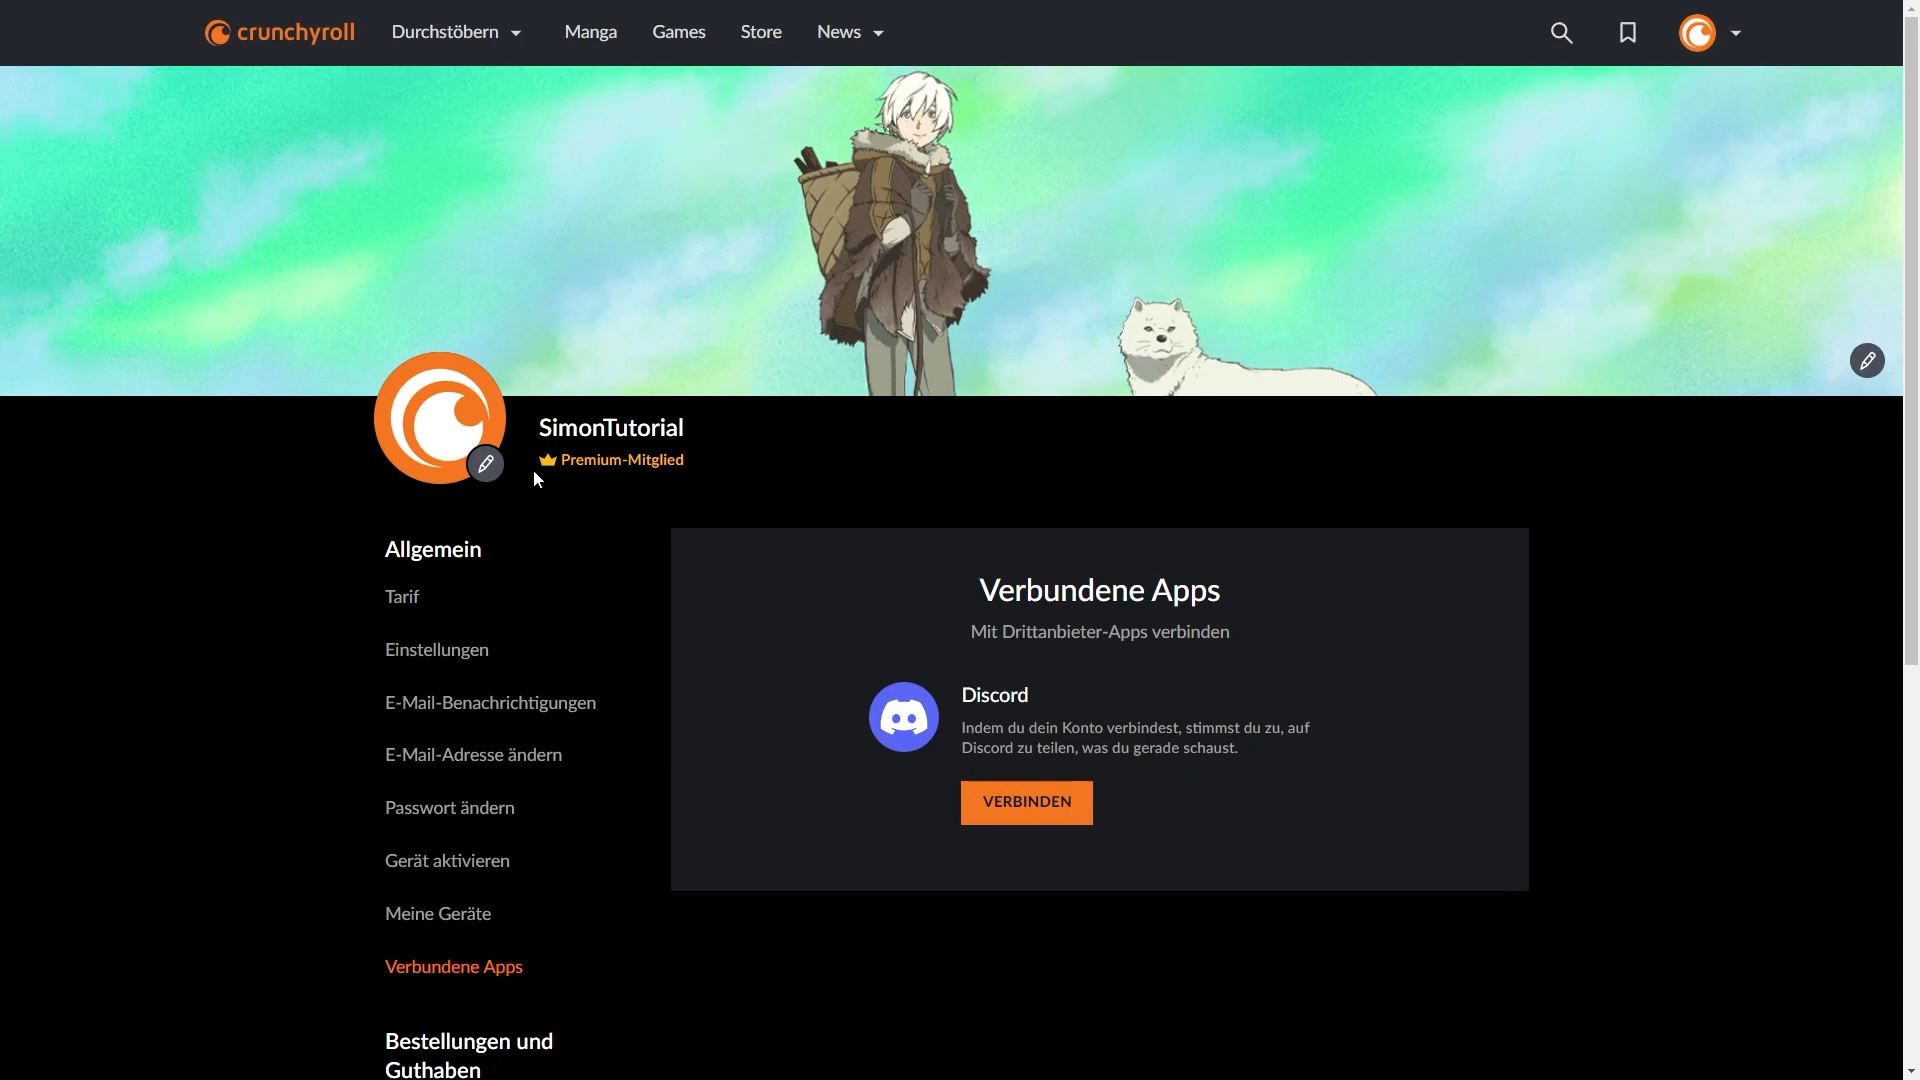 crunchyroll
Durchstöbern
Manga
Games
Store
News
SimonTutorial
Premium-Mitglied
Allgemein
Tarif
Einstellungen
E-Mail-Benachrichtigungen
E-Mail-Adresse ändern
Passwort ändern
Gerät aktivieren
Meine Geräte
Verbundene Apps
Bestellungen und
Guthaben
Verbundene Apps
Mit Drittanbieter-Apps verbinden
Discord
Indem du dein Konto verbindest, stimmst du zu, auf
Discord zu teilen, was du gerade schaust.
VERBINDEN